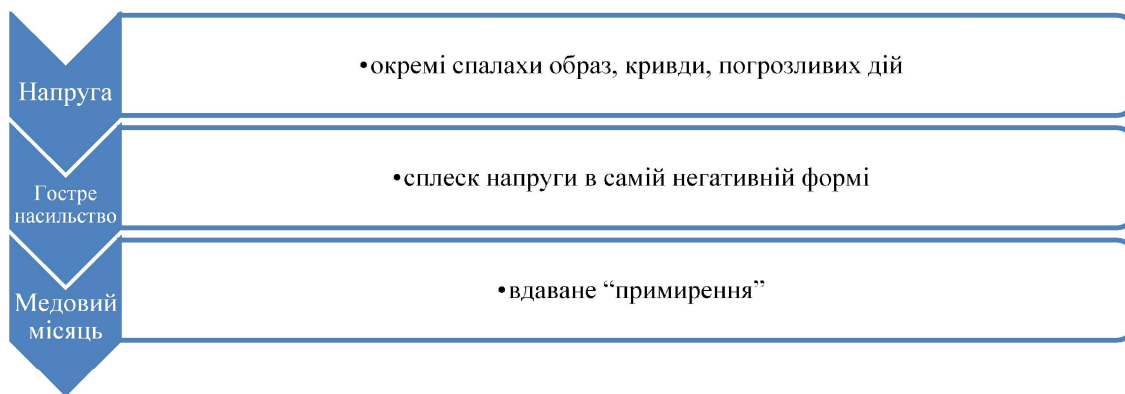 Напруга
•окремі спалахи образ, кривди, погрозливих дій
Гостре
насильство
•сплеск напруги в самій негативній формі
Медовий
місяць
•вдаване “примирення”